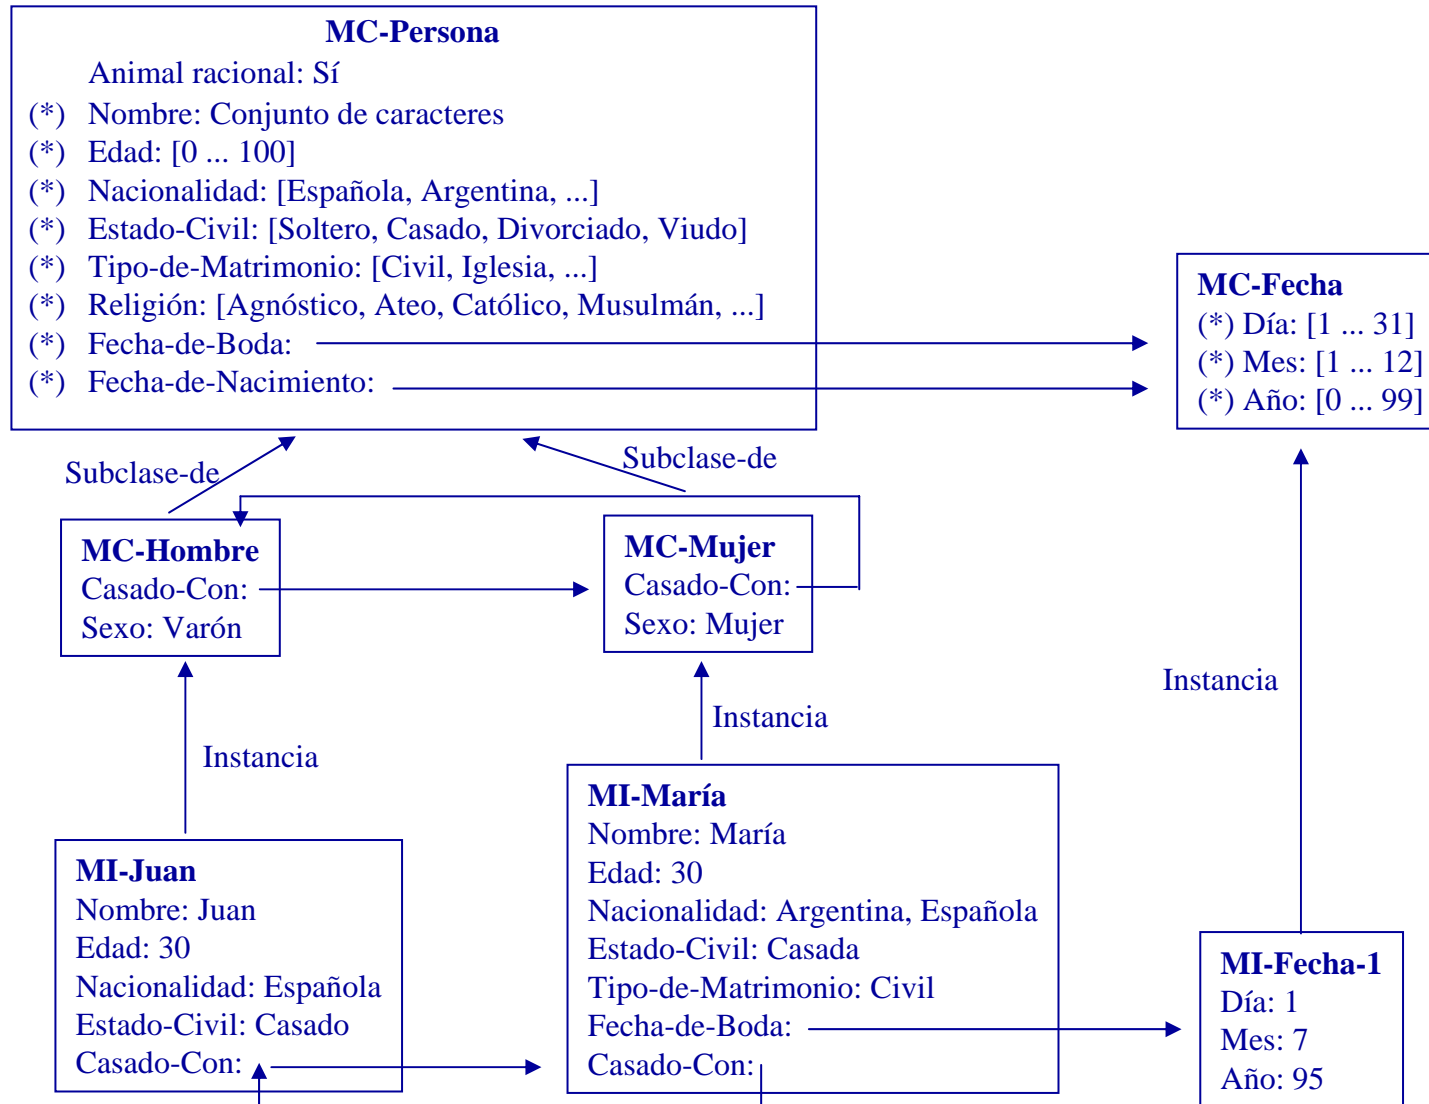 MC-Persona
Animal racional: Sí
(*) Nombre: Conjunto de caracteres
(*) Edad: [0 ... 100]
(*) Nacionalidad: [Española, Argentina, ...]
(*) Estado-Civil: [Soltero, Casado, Divorciado, Viudo]
(*) Tipo-de-Matrimonio: [Civil, Iglesia, ...]
(*) Religión: [Agnóstico, Ateo, Católico, Musulmán, ...]
(*) Fecha-de-Boda:
(*) Fecha-de-Nacimiento:
MC-Fecha
(*) Día: [1 ... 31]
(*) Mes: [1 ... 12]
(*) Año: [0 ... 99]
Subclase-de
Subclase-de
MC-Hombre
Casado-Con:
Sexo: Varón
MC-Mujer
Casado-Con:
Sexo: Mujer
Instancia
Instancia
Instancia
MI-Juan
Nombre: Juan
Edad: 30
Nacionalidad: Española
Estado-Civil: Casado
Casado-Con:
MI-María
Nombre: María
Edad: 30
Nacionalidad: Argentina, Española
Estado-Civil: Casada
Tipo-de-Matrimonio: Civil
Fecha-de-Boda:
Casado-Con:
MI-Fecha-1
Día: 1
Mes: 7
Año: 95